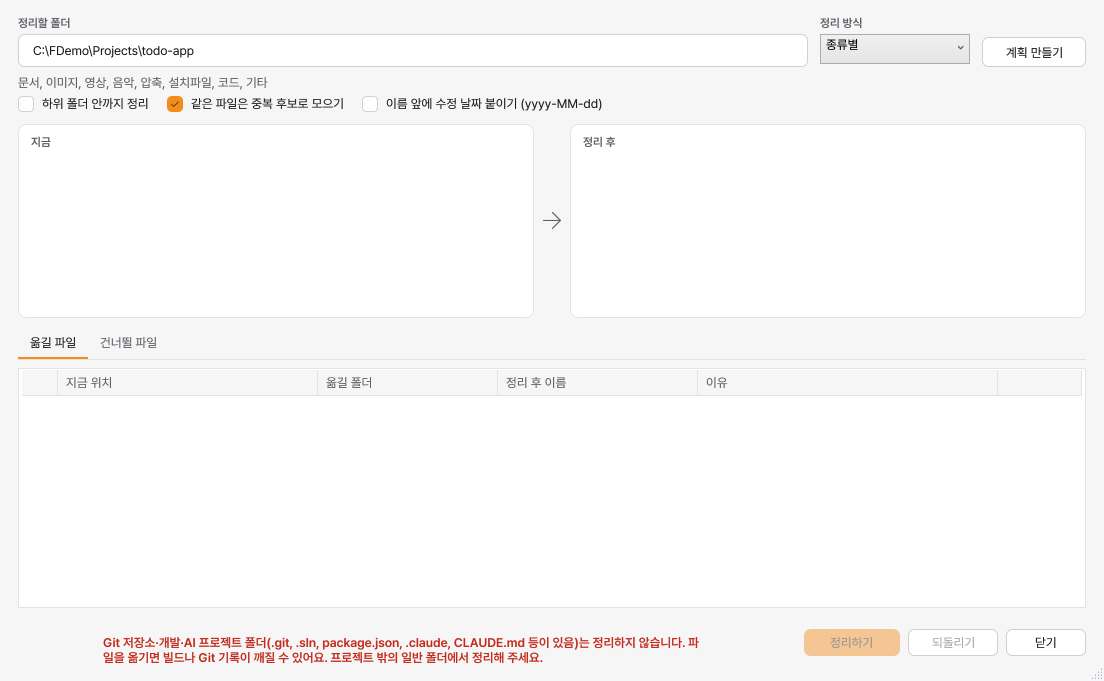 정리할 폴더
정리 방식
C:\FDemo\Projects\todo-app
종류별
계획 만들기
문서, 이미지, 영상, 음악, 압축, 설치파일, 코드, 기타
하위 폴더 안까지 정리
같은 파일은 중복 후보로 모으기
이름 앞에 수정 날짜 붙이기 (yyyy-MM-dd)
지금
정리 후
옮길 파일
건너뛸 파일
지금 위치
옮길 폴더
정리 후 이름
이유
Git 저장소·개발·AI 프로젝트 폴더(.git, .sln, package.json, .claude, CLAUDE.md 등이 있음)는 정리하지 않습니다. 파
일을 옮기면 빌드나 Git 기록이 깨질 수 있어요. 프로젝트 밖의 일반 폴더에서 정리해 주세요.
정리하기
되돌리기
닫기